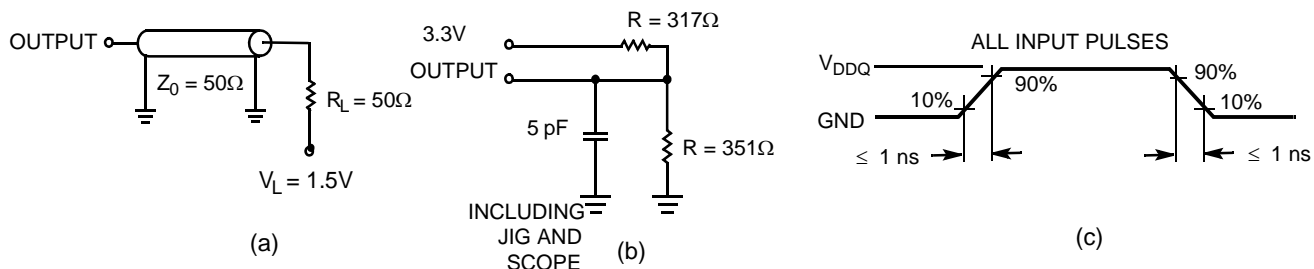 OUTPUT
Z0 = 50Ω
RL = 50Ω
VL = 1.5V
(a)
R = 317Ω
3.3V
OUTPUT
5 pF
R = 351Ω
INCLUDING
JIG AND
SCOPE
(b)
ALL INPUT PULSES
VDDQ
GND
10%
90%
90%
10%
≤ 1 ns
≤ 1 ns
(c)